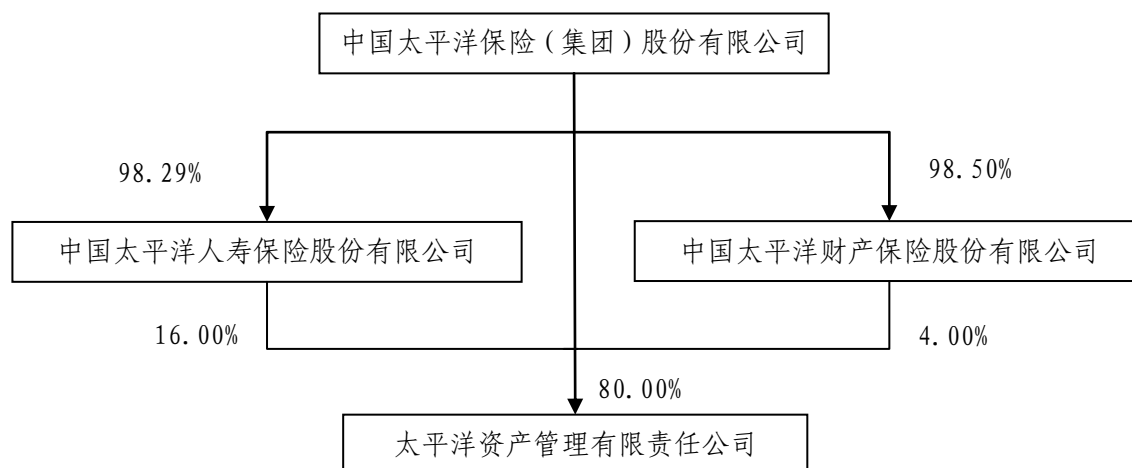 中国太平洋保险（集团）股份有限公司
98.29%
98.50%
中国太平洋人寿保险股份有限公司
中国太平洋财产保险股份有限公司
16.00%
4.00%
80.00%
太平洋资产管理有限责任公司